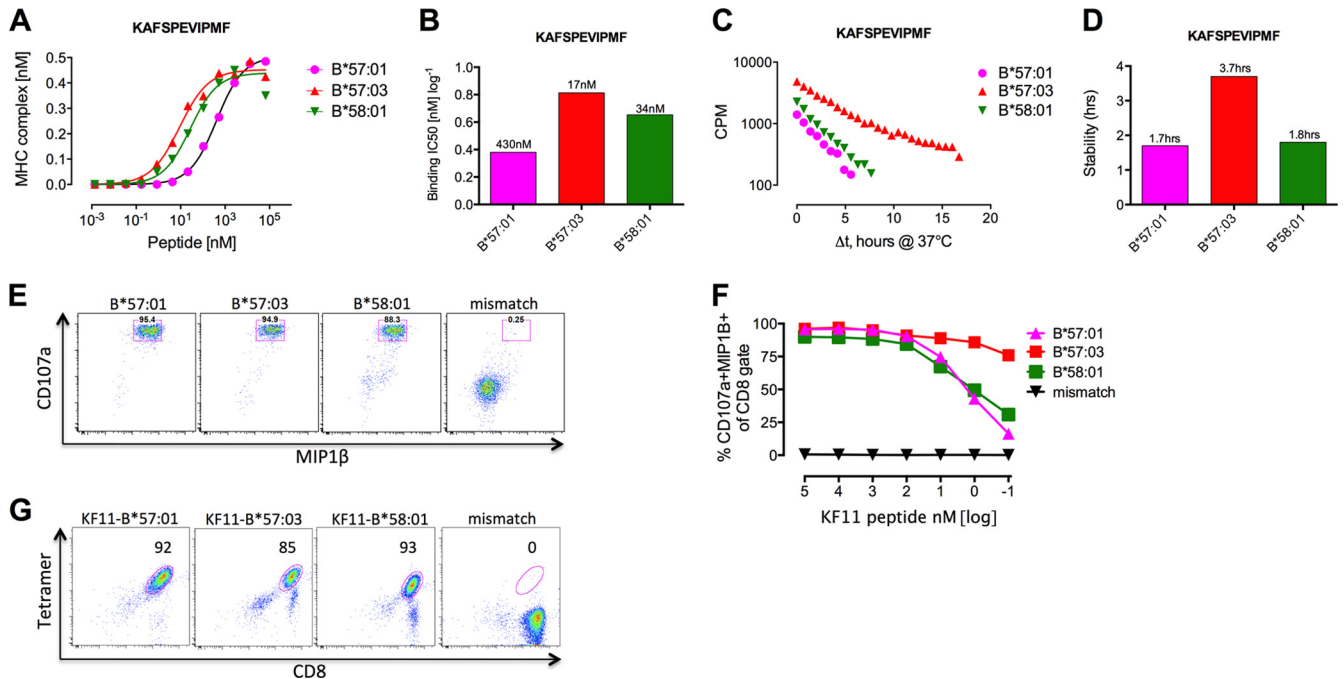 A
KAFSPEVIPMF
MHC complex [nM]
0.5
0.4
0.3
0.2
0.1
0.0
10-3 10-1 101 103 105
Peptide [nM]
B*57:01
B*57:03
B*58:01
B
KAFSPEVIPMF
Binding IC50 [nM] log-1
1.0
0.8
0.6
0.4
0.2
0.0
430nM
17nM
34nM
B*57:01
B*57:03
B*58:01
C
KAFSPEVIPMF
CPM
10000
1000
100
0 5 10 15 20
Δt, hours @ 37°C
B*57:01
B*57:03
B*58:01
D
KAFSPEVIPMF
Stability (hrs)
6
4
2
0
1.7hrs
3.7hrs
1.8hrs
B*57:01
B*57:03
B*58:01
E
B*57:01 B*57:03 B*58:01 mismatch
95.4 94.9 88.3 0.25
CD107a
MIP1β
F
% CD107a+MIP1B+
of CD8 gate
100
75
50
25
0
5 4 3 2 1 0 -1
KF11 peptide nM [log]
B*57:01
B*57:03
B*58:01
mismatch
G
KF11-B*57:01 KF11-B*57:03 KF11-B*58:01 mismatch
92 85 93 0
Tetramer
CD8